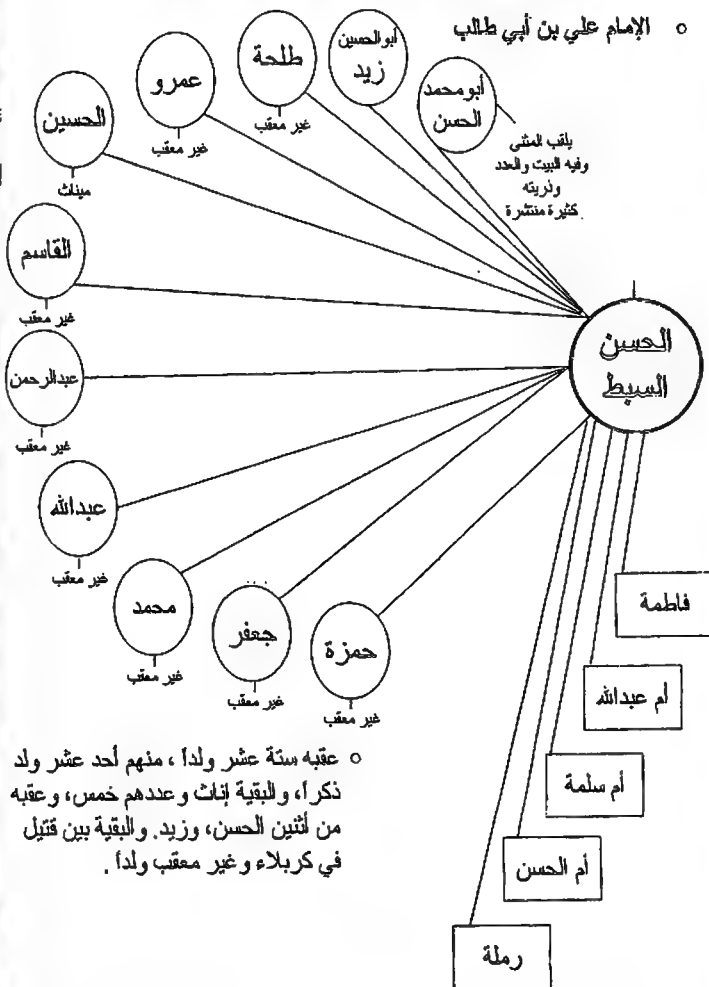 ○ الإمام علي بن أبي طالب
أبو محمد
الحسن
يلقب المثنى
وفيه البيت والعدد
وذريته
كثيرة منتشرة.
أبو الحسين
زيد
طلحة
غير معقب
عمرو
غير معقب
الحسين
ميناث
القاسم
غير معقب
عبدالرحمن
غير معقب
عبدالله
غير معقب
محمد
غير معقب
جعفر
غير معقب
حمزة
غير معقب
الحسن
السبط
فاطمة
أم عبدالله
أم سلمة
أم الحسن
رملة
○ عقبه ستة عشر ولداً ، منهم أحد عشر ولد
ذكراً، والبقية إناث وعددهم خمس، وعقبه
من أثنين الحسن، وزيد. والبقية بين قتيل
في كربلاء وغير معقب ولداً .